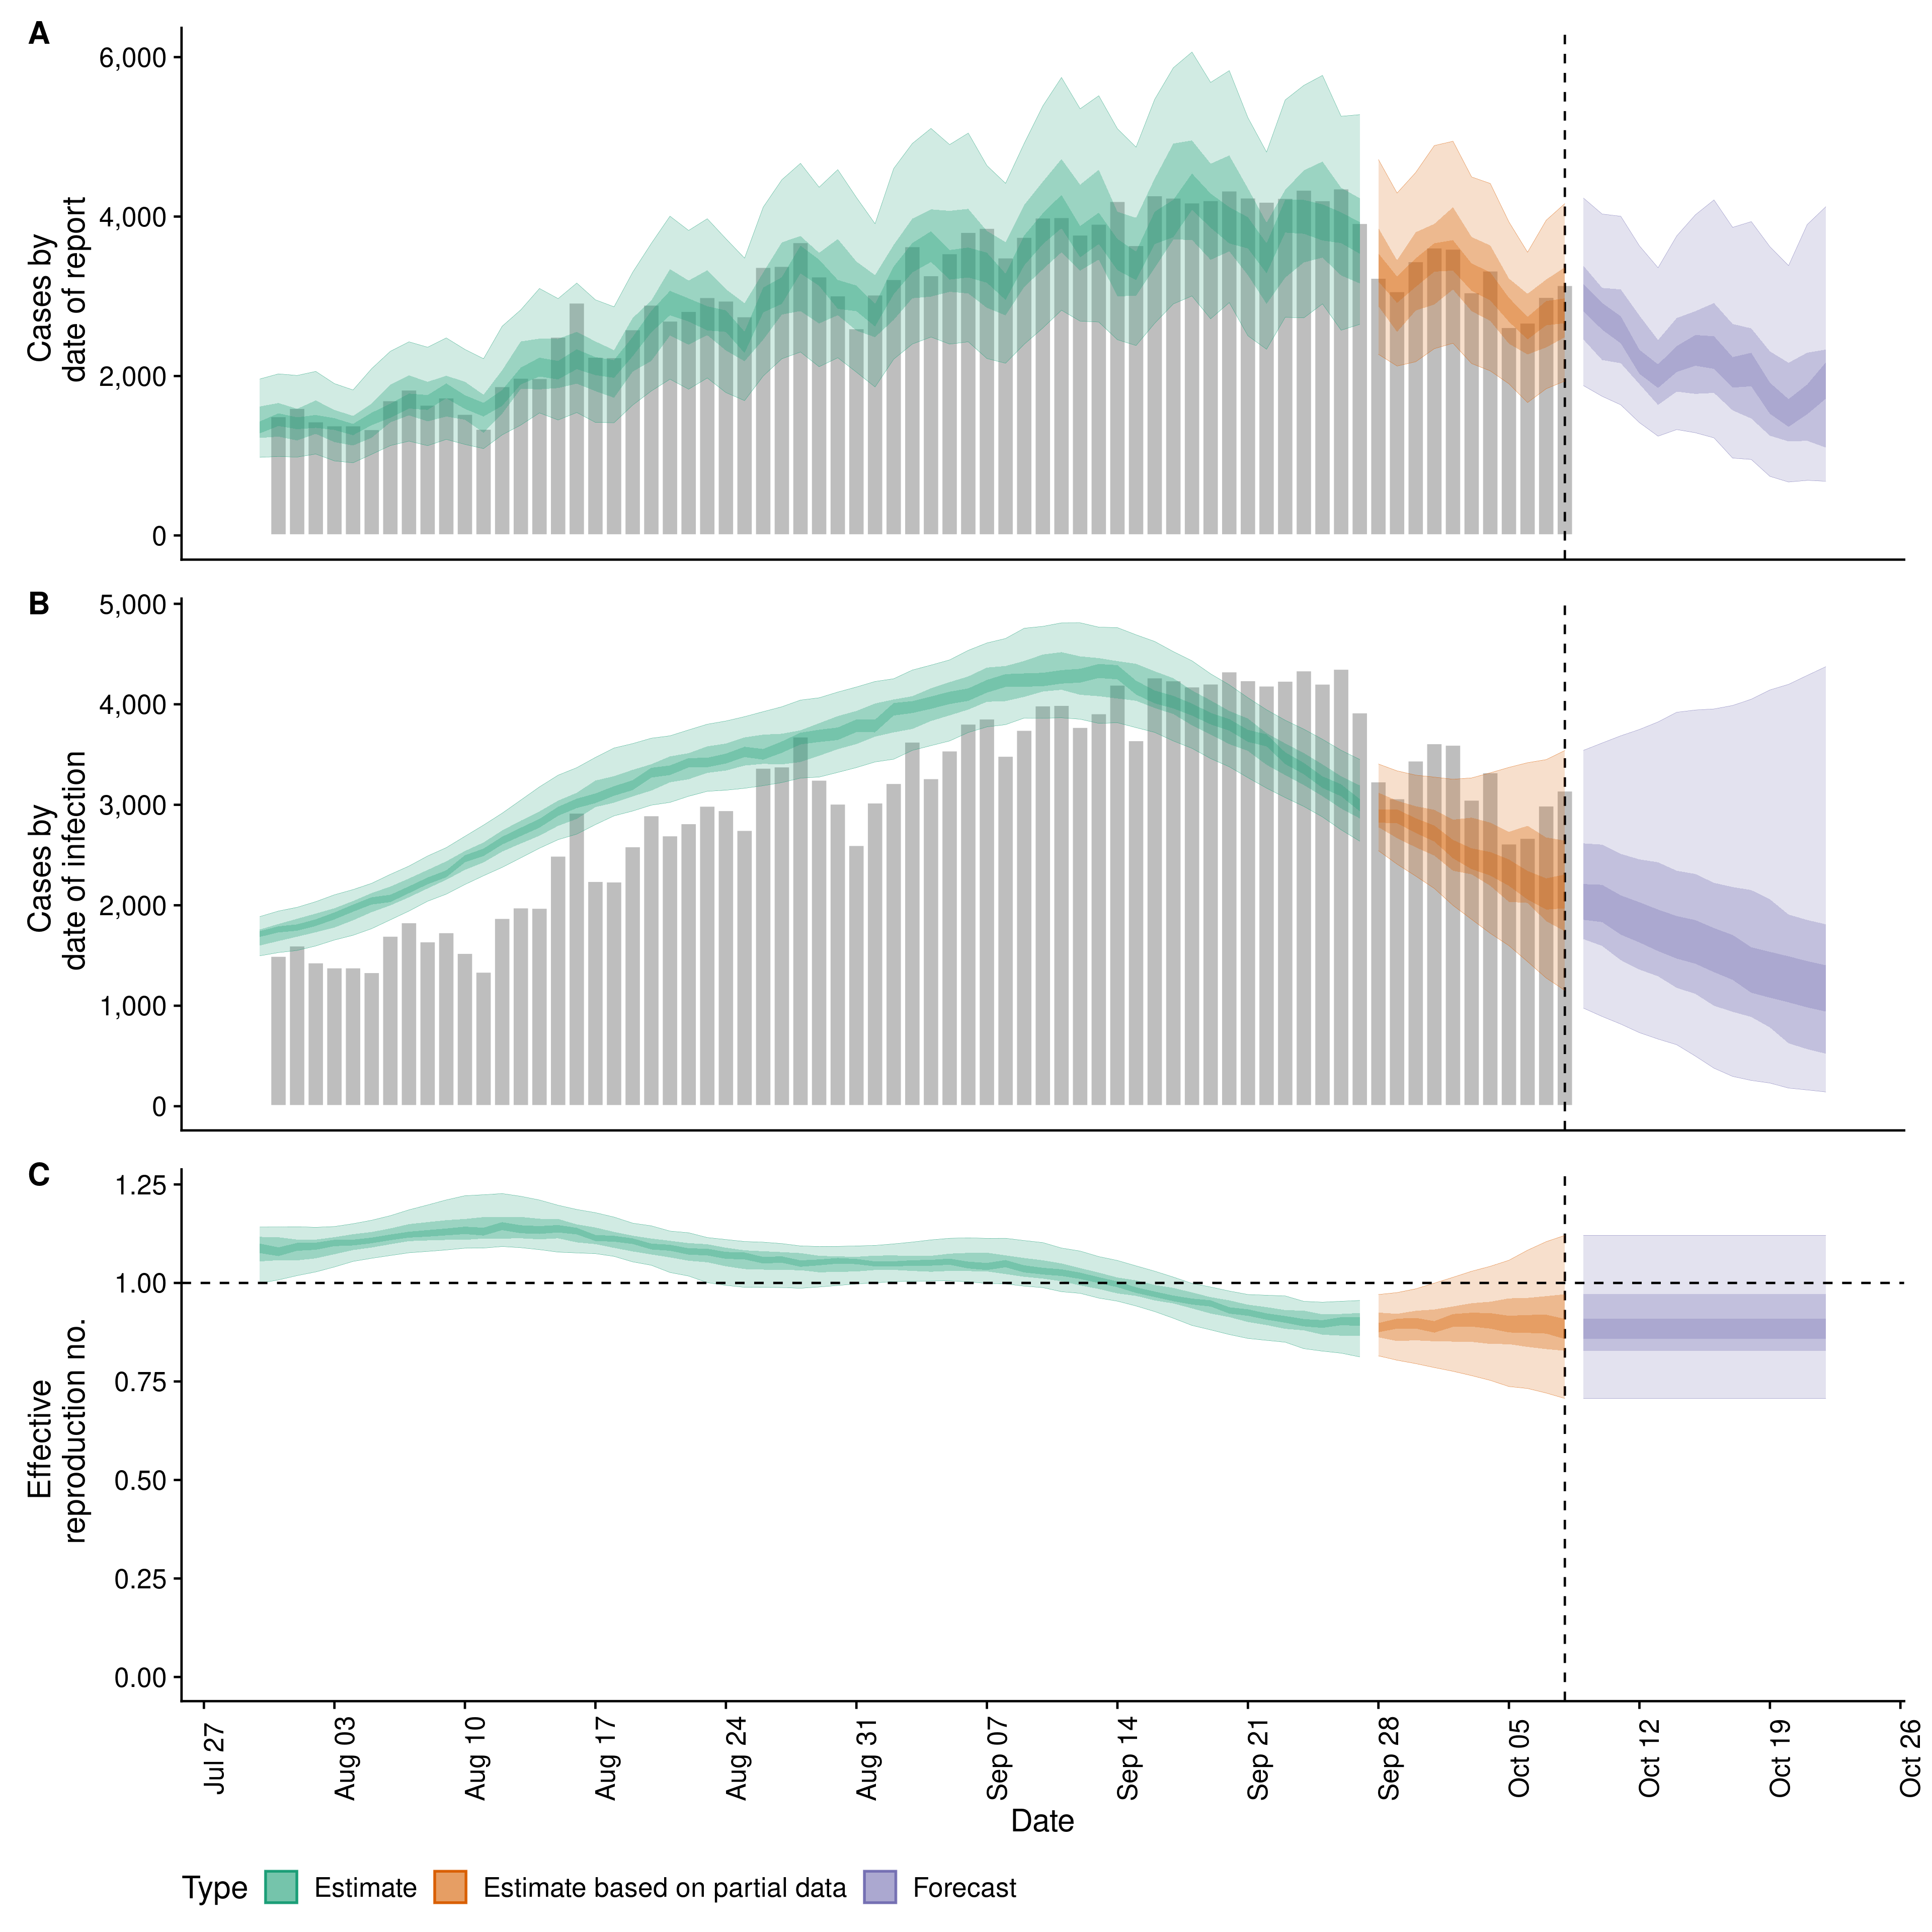 A
Cases by
date of report
6,000
4,000
2,000
0
B
Cases by
date of infection
5,000
4,000
3,000
2,000
1,000
0
C
Effective
reproduction no.
1.25
1.00
0.75
0.50
0.25
0.00
Jul 27
Aug 03
Aug 10
Aug 17
Aug 24
Aug 31
Sep 07
Sep 14
Sep 21
Sep 28
Oct 05
Oct 12
Oct 19
Oct 26
Date
Type Estimate Estimate based on partial data Forecast